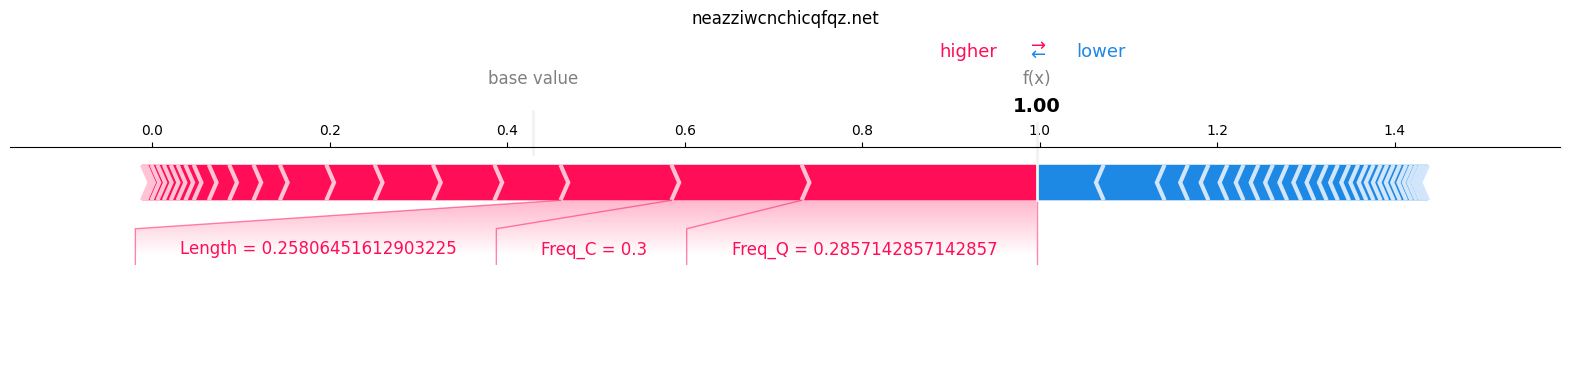 neazziwcnchicqfqz.net
higher ⇄ lower
base value f(x)
1.00
0.0 0.2 0.4 0.6 0.8 1.0 1.2 1.4
Length = 0.25806451612903225 Freq_C = 0.3 Freq_Q = 0.2857142857142857